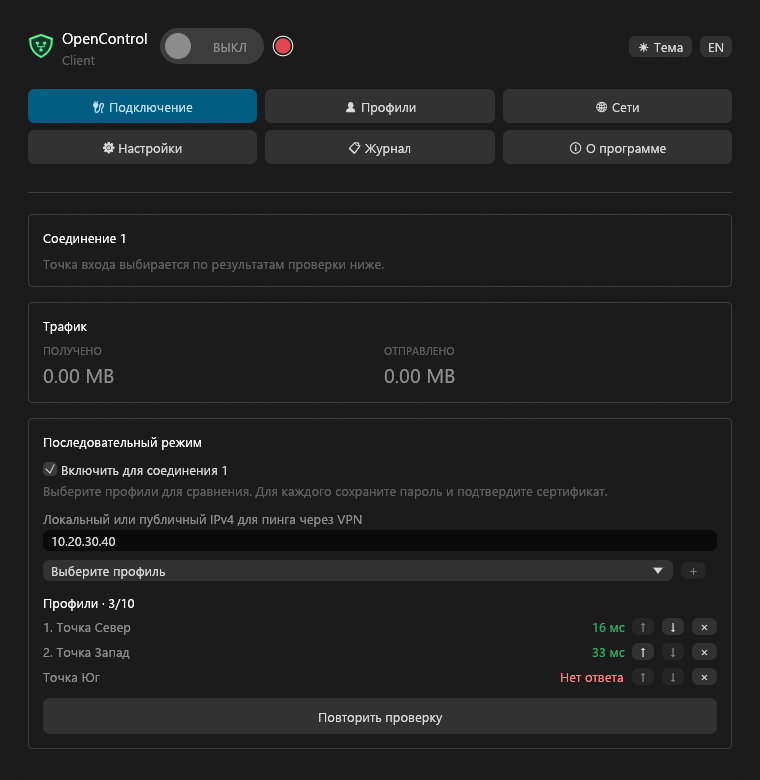 OpenControl
Client
ВЫКЛ
Тема
EN
Подключение
Профили
Сети
Настройки
Журнал
О программе
Соединение 1
Точка входа выбирается по результатам проверки ниже.
Трафик
ПОЛУЧЕНО
ОТПРАВЛЕНО
0.00 MB
0.00 MB
Последовательный режим
Включить для соединения 1
Выберите профили для сравнения. Для каждого сохраните пароль и подтвердите сертификат.
Локальный или публичный IPv4 для пинга через VPN
10.20.30.40
Выберите профиль
+
Профили · 3/10
1. Точка Север 16 мс ↑ ↓ ×
2. Точка Запад 33 мс ↑ ↓ ×
Точка Юг Нет ответа ↑ ↓ ×
Повторить проверку